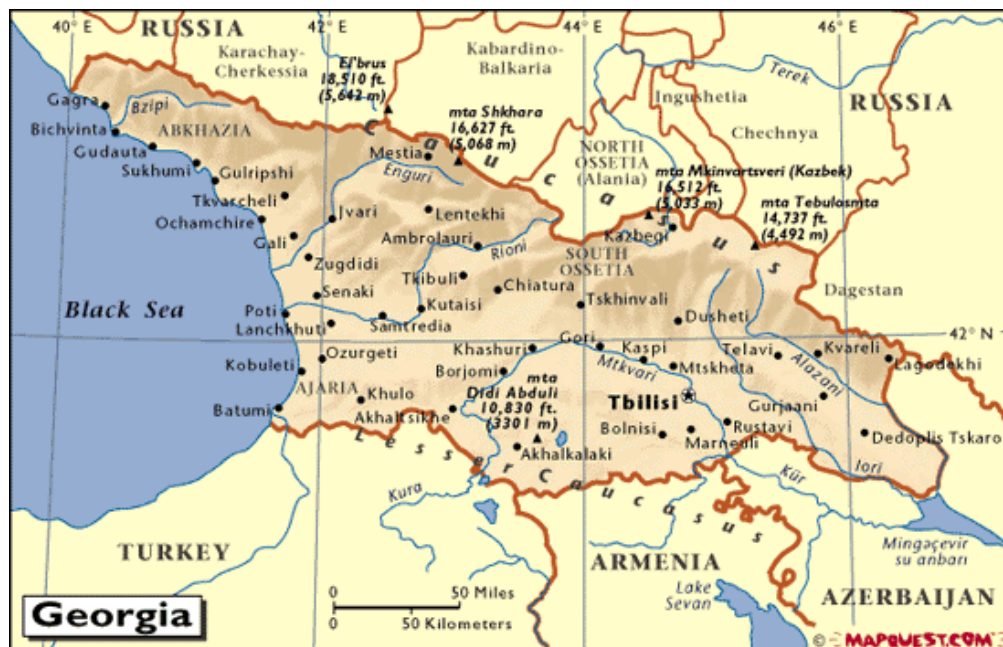 40° E
42° E
44° E
46° E
RUSSIA
Karachay-
Cherkessia
El'brus
18,510 ft.
(5,642 m)
Kabardino-
Balkaria
Terek
RUSSIA
Ingushetia
Chechnya
mta Shkhara
16,627 ft.
(5,068 m)
NORTH
OSSETIA
(Alania)
mta Mkinvartsveri (Kazbek)
16,512 ft.
(5,033 m)
mta Tebulosmta
14,737 ft.
(4,492 m)
Caucasus
Gagra
Bzipi
Bichvinta
ABKHAZIA
Gudauta
Sukhumi
Gulripshi
Mestia
Enguri
Tkvarcheli
Jvari
Lentekhi
Ochamchire
Gali
Ambrolauri
Rioni
Kazbegi
SOUTH
OSSETIA
Zugdidi
Tkibuli
Dagestan
Senaki
Chiatura
Tskhinvali
Black Sea
Poti
Kutaisi
Lanchkhuti
Samtredia
Dusheti
42° N
Gori
Khashuri
Kaspi
Telavi
Kvareli
Lagodekhi
Ozurgeti
Kobuleti
Borjomi
Mtkvari
Mtskheta
Alazani
AJARIA
Khulo
mta
Didi Abduli
10,830 ft.
(3301 m)
Tbilisi
Gurjaani
Batumi
Akhaltsikhe
Bolnisi
Marneuli
Rustavi
Dedoplis Tskaro
Akhalkalaki
Iori
Lesser Caucasus
Kura
Kür
TURKEY
ARMENIA
Mingəçevir
su anbarı
Lake
Sevan
AZERBAIJAN
0 50 Miles
0 50 Kilometers
Georgia
© MAPQUEST.COM